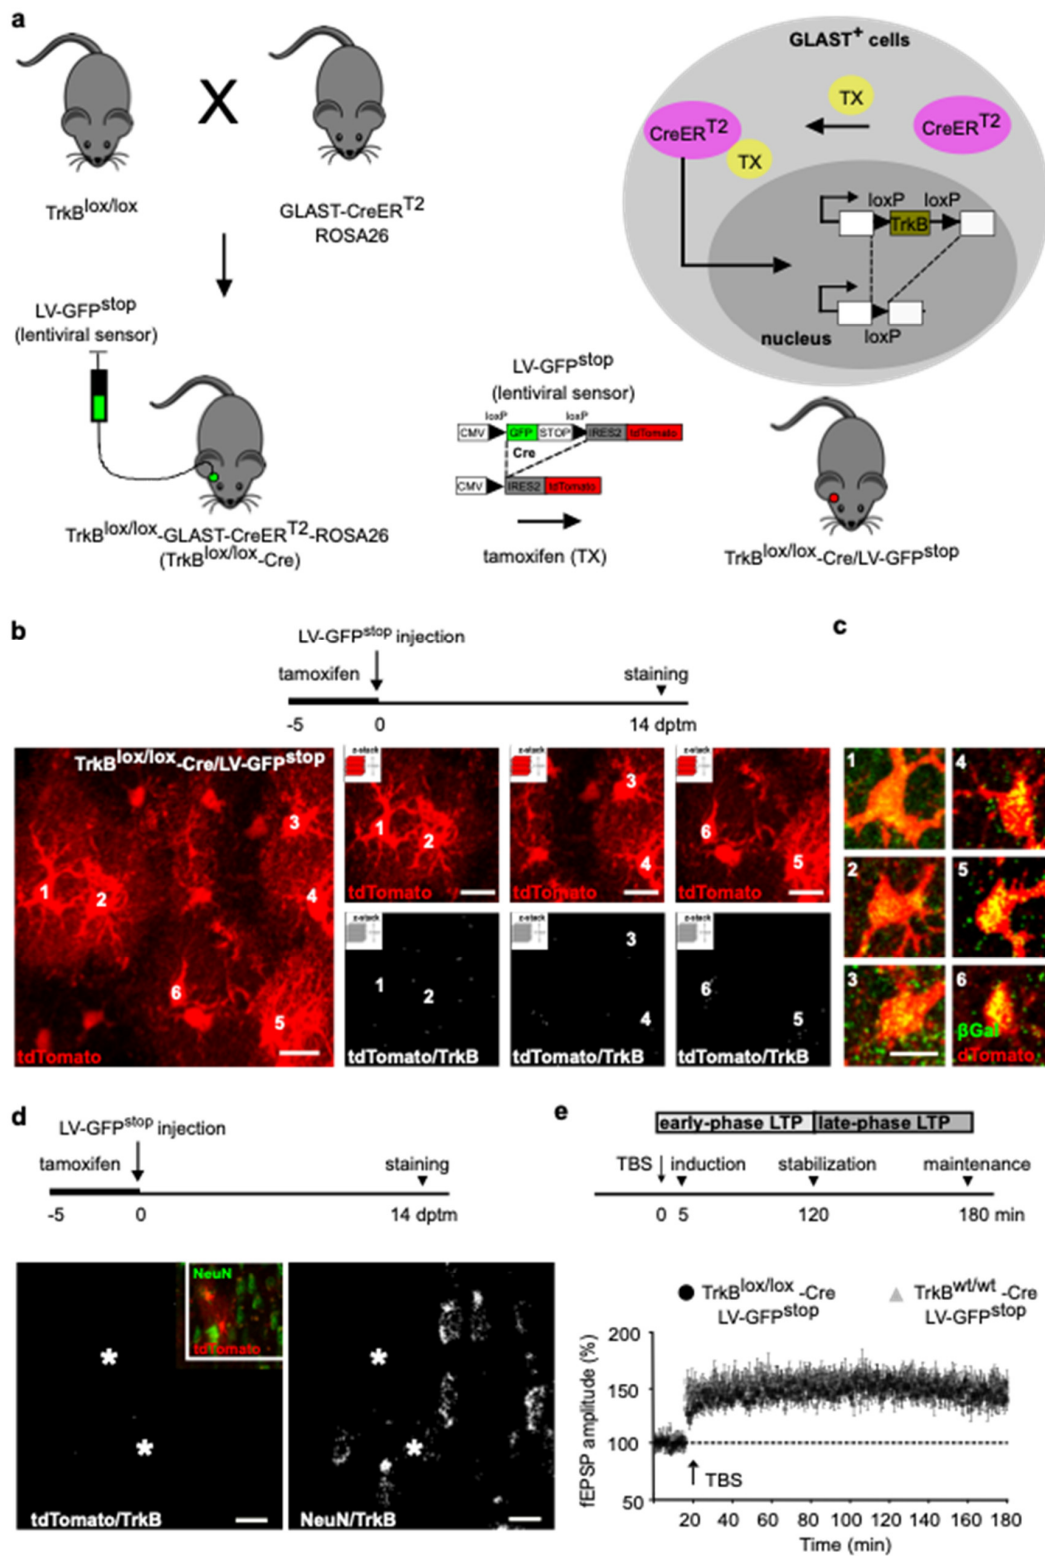 a
TrkBlox/lox
X
GLAST-CreERT2
ROSA26
GLAST+ cells
TX
CreERT2
CreERT2
TX
loxP loxP
TrkB
nucleus
loxP
LV-GFPstop
(lentiviral sensor)
TrkBlox/lox-GLAST-CreERT2-ROSA26
(TrkBlox/lox-Cre)
LV-GFPstop
(lentiviral sensor)
loxP loxP
CMV GFP STOP IRES2 tdTomato
Cre
CMV IRES2 tdTomato
tamoxifen (TX)
TrkBlox/lox-Cre/LV-GFPstop
b
LV-GFPstop injection
tamoxifen staining
-5 0 14 dptm
TrkBlox/lox-Cre/LV-GFPstop
1 2 3 4 5 6
tdTomato
z-stack
1 2
tdTomato
z-stack
3
4
tdTomato
z-stack
6
5
tdTomato
z-stack
1
2
tdTomato/TrkB
z-stack
3
4
tdTomato/TrkB
z-stack
6
5
tdTomato/TrkB
c
1 4
2 5
3 6
βGal
dTomato
d
LV-GFPstop injection
tamoxifen staining
-5 0 14 dptm
NeuN
tdTomato
*
*
tdTomato/TrkB
*
*
NeuN/TrkB
e
early-phase LTP late-phase LTP
TBS induction stabilization maintenance
0 5 120 180 min
TrkBlox/lox -Cre
LV-GFPstop
TrkBwt/wt -Cre
LV-GFPstop
fEPSP amplitude (%)
200
150
100
50
TBS
20 40 60 80 100 120 140 160 180
Time (min)